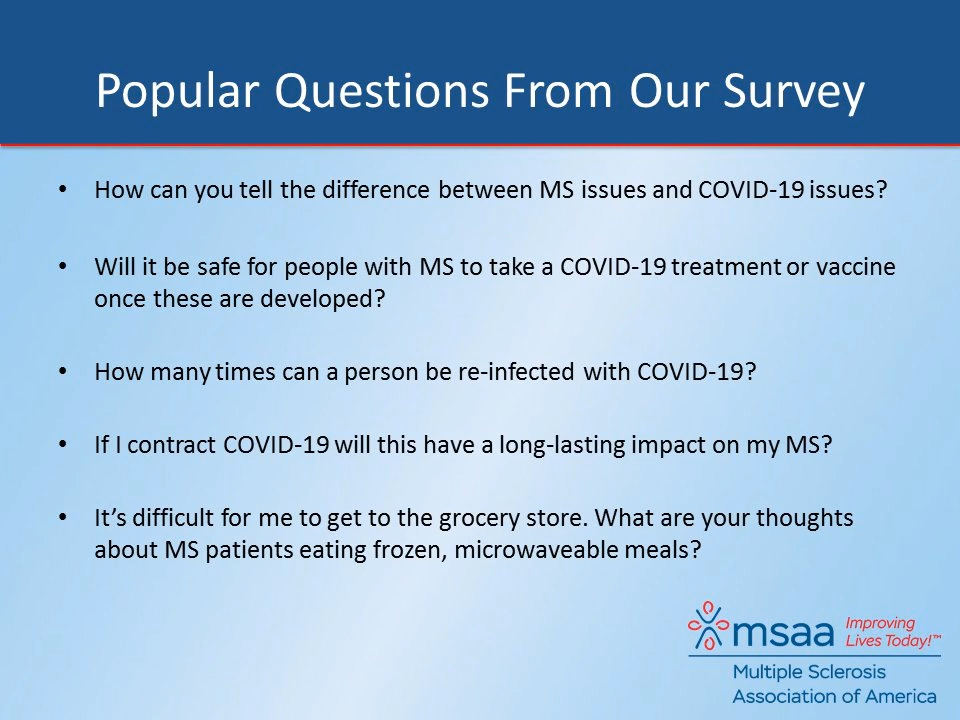 Popular Questions From Our Survey
• How can you tell the difference between MS issues and COVID-19 issues?
• Will it be safe for people with MS to take a COVID-19 treatment or vaccine
once these are developed?
• How many times can a person be re-infected with COVID-19?
• If I contract COVID-19 will this have a long-lasting impact on my MS?
• It’s difficult for me to get to the grocery store. What are your thoughts
about MS patients eating frozen, microwaveable meals?
msaa Improving
Lives Today!™
Multiple Sclerosis
Association of America